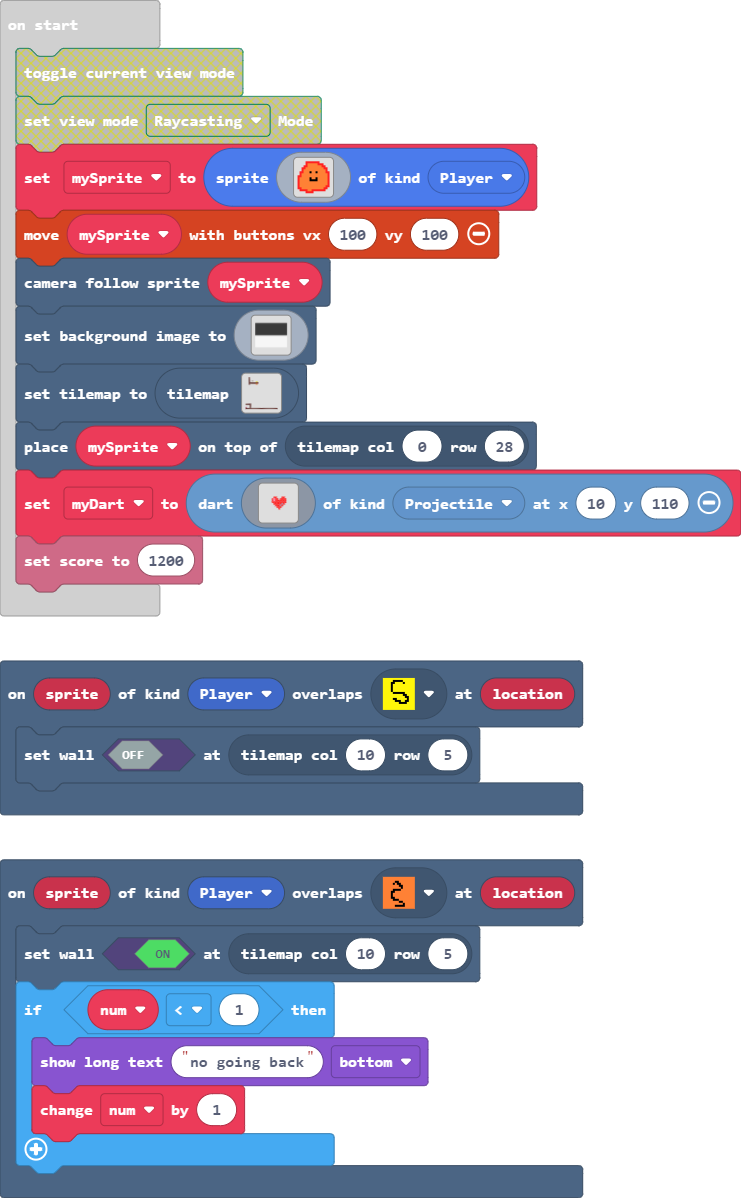 on start
toggle current view mode
set view mode Raycasting Mode
set mySprite to sprite of kind Player
move mySprite with buttons vx 100 vy 100
camera follow sprite mySprite
set background image to
set tilemap to tilemap
place mySprite on top of tilemap col 0 row 28
set myDart to dart of kind Projectile at x 10 y 110
set score to 1200
on sprite of kind Player overlaps at location
set wall OFF at tilemap col 10 row 5
on sprite of kind Player overlaps at location
set wall ON at tilemap col 10 row 5
if num < 1 then
show long text "no going back" bottom
change num by 1